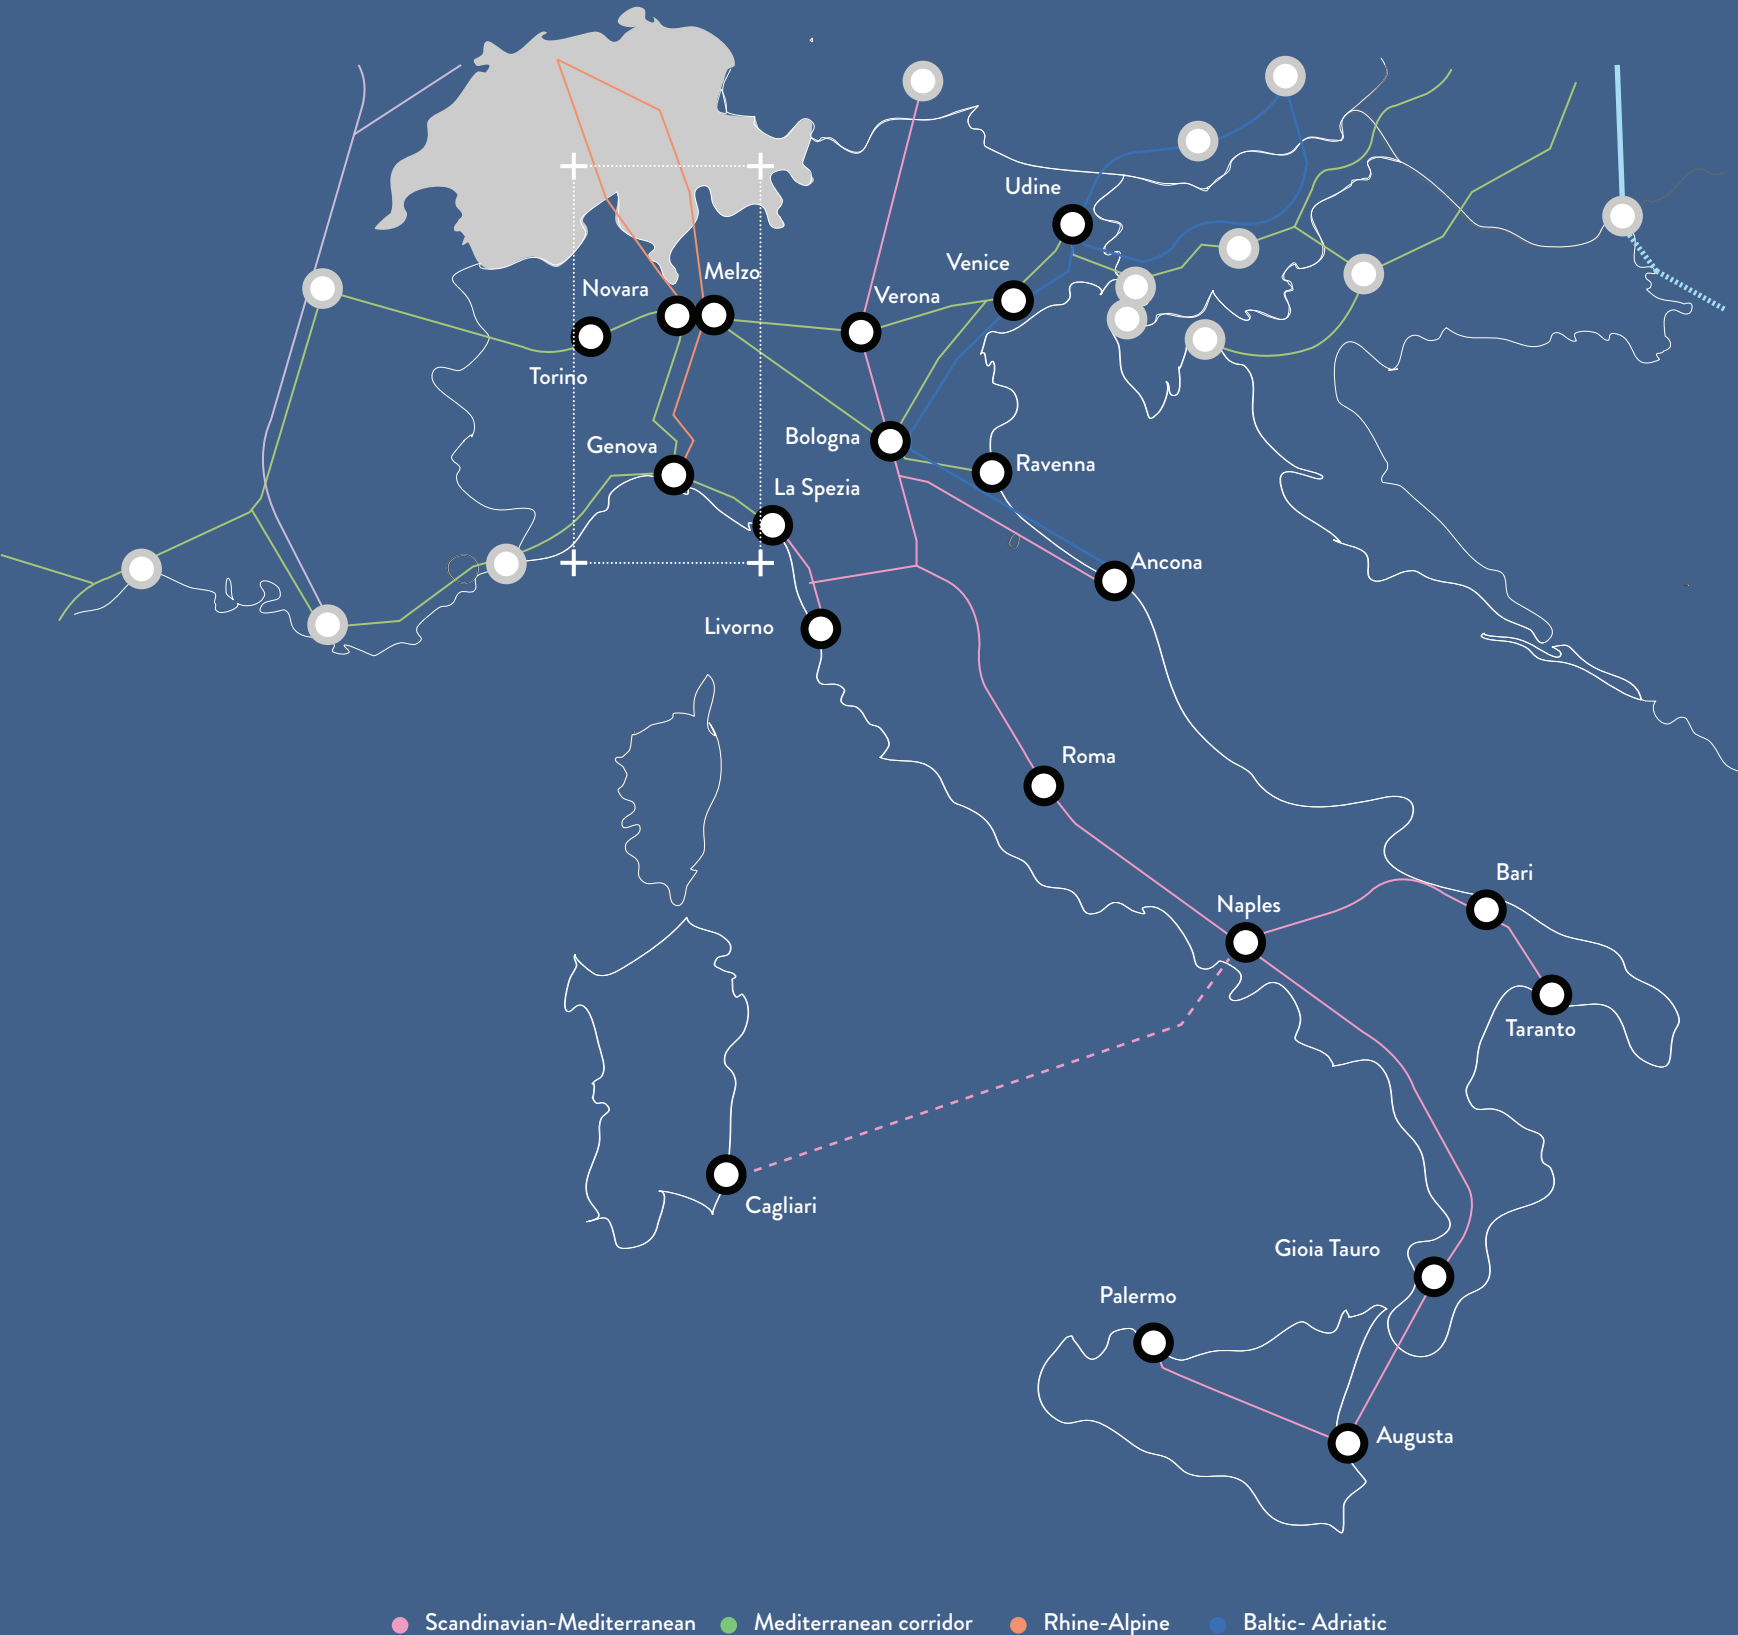 Udine
Venice
Melzo
Novara
Verona
Torino
Bologna
Genova
Ravenna
La Spezia
Ancona
Livorno
Roma
Bari
Naples
Taranto
Cagliari
Gioia Tauro
Palermo
Augusta
Scandinavian-Mediterranean
Mediterranean corridor
Rhine-Alpine
Baltic- Adriatic